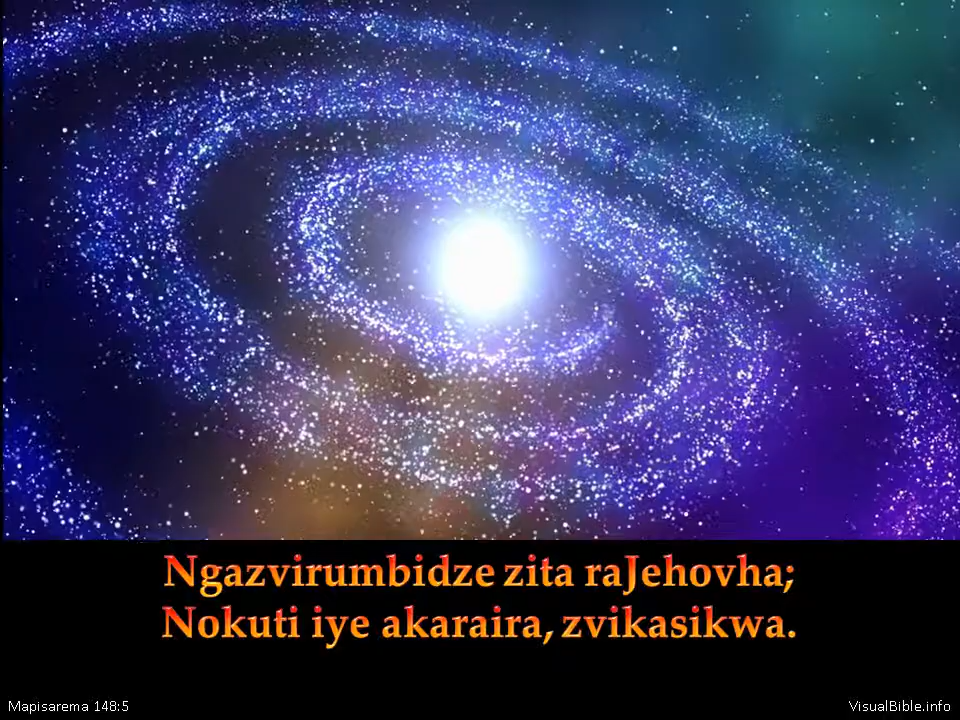 Ngazvirumbidze zita raJehovha;
Nokuti iye akaraira, zvikasikwa.
Mapisarema 148:5
VisualBible.info